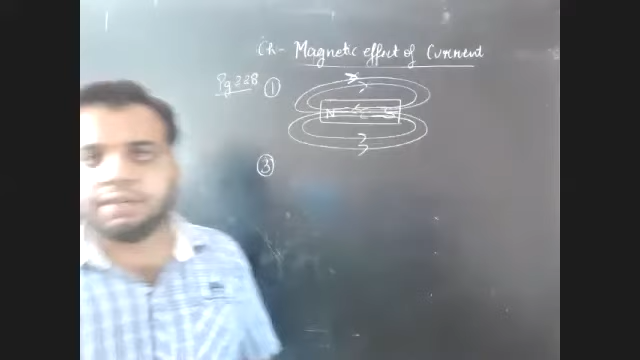 Ch- Magnetic effect of Current
Pg 228 ①
N S
③